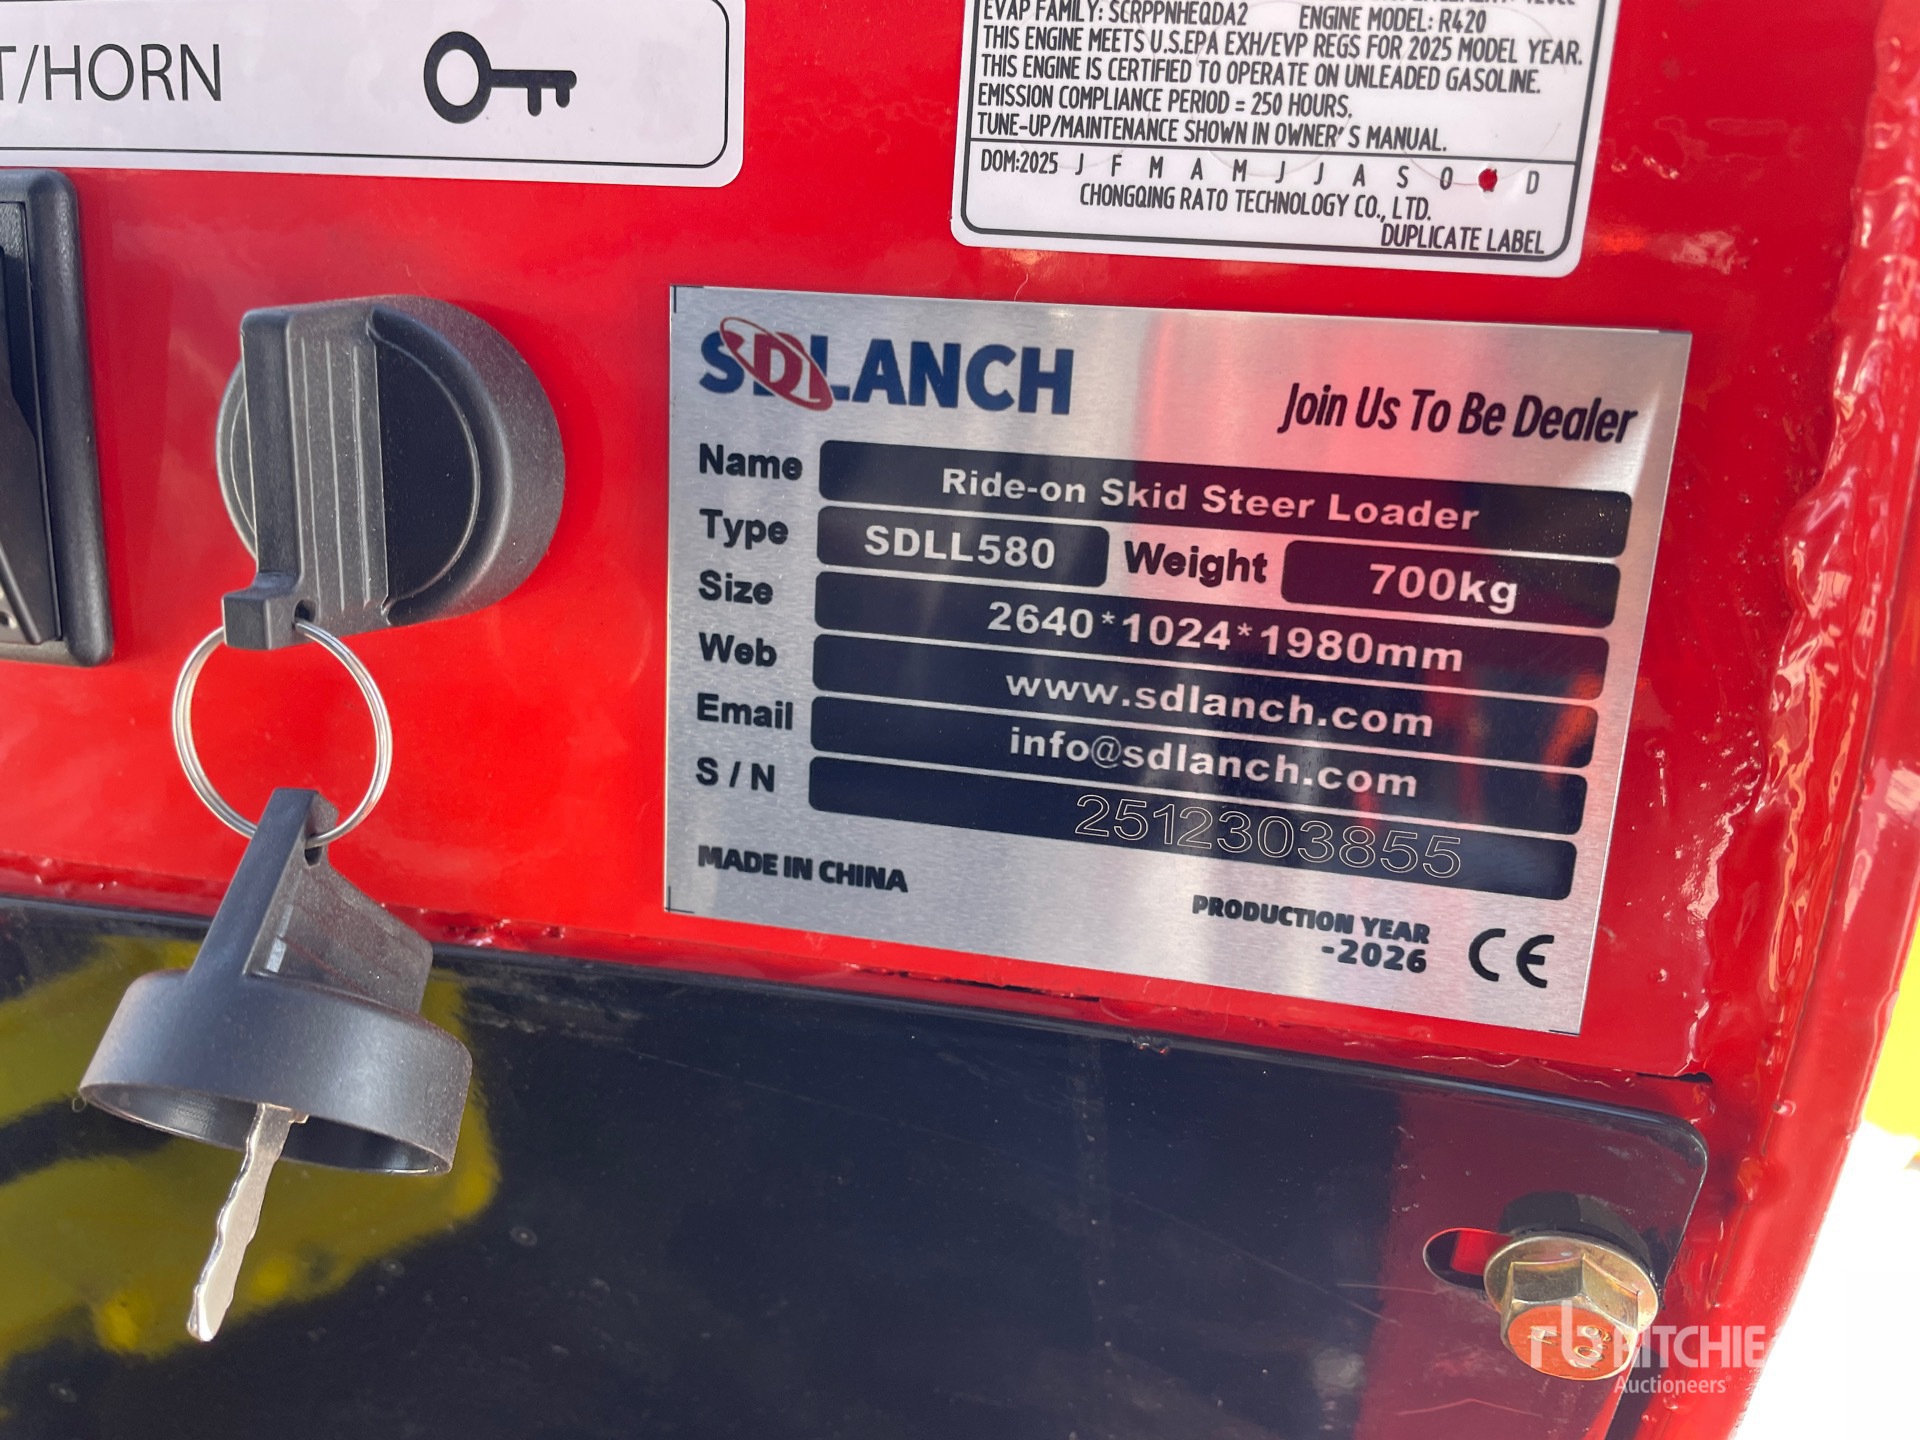 T/HORN
EVAP FAMILY: SCRPPNHEQDA2 ENGINE MODEL: R420
THIS ENGINE MEETS U.S.EPA EXH/EVP REGS FOR 2025 MODEL YEAR.
THIS ENGINE IS CERTIFIED TO OPERATE ON UNLEADED GASOLINE.
EMISSION COMPLIANCE PERIOD = 250 HOURS.
TUNE-UP/MAINTENANCE SHOWN IN OWNER'S MANUAL.
DOM:2025 J F M A M J J A S O D
CHONGQING RATO TECHNOLOGY CO., LTD.
DUPLICATE LABEL
SDLANCH
Join Us To Be Dealer
Name Ride-on Skid Steer Loader
Type SDLL580 Weight 700kg
Size 2640*1024*1980mm
Web www.sdlanch.com
Email info@sdlanch.com
S/N 2512303855
MADE IN CHINA
PRODUCTION YEAR
-2026 CE
rb RITCHIE
Auctioneers